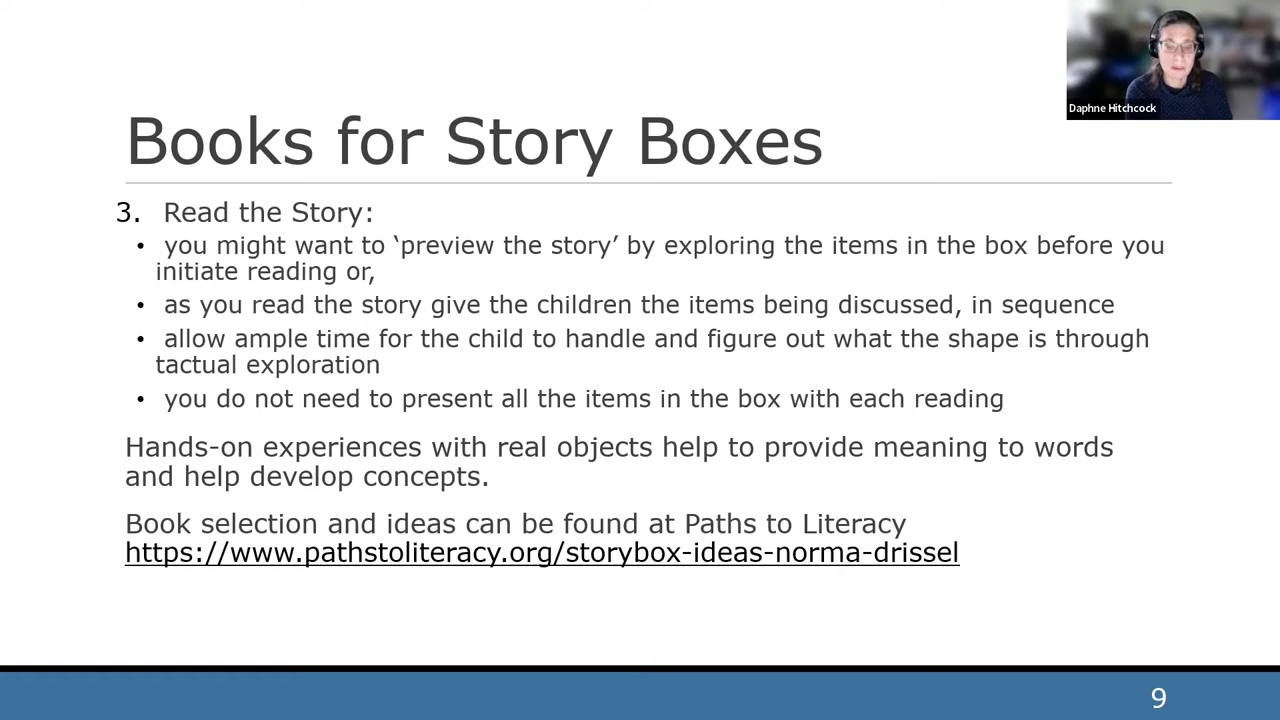 Daphne Hitchcock
Books for Story Boxes
3. Read the Story:
• you might want to ‘preview the story’ by exploring the items in the box before you
initiate reading or,
• as you read the story give the children the items being discussed, in sequence
• allow ample time for the child to handle and figure out what the shape is through
tactual exploration
• you do not need to present all the items in the box with each reading
Hands-on experiences with real objects help to provide meaning to words
and help develop concepts.
Book selection and ideas can be found at Paths to Literacy
https://www.pathstoliteracy.org/storybox-ideas-norma-drissel
9